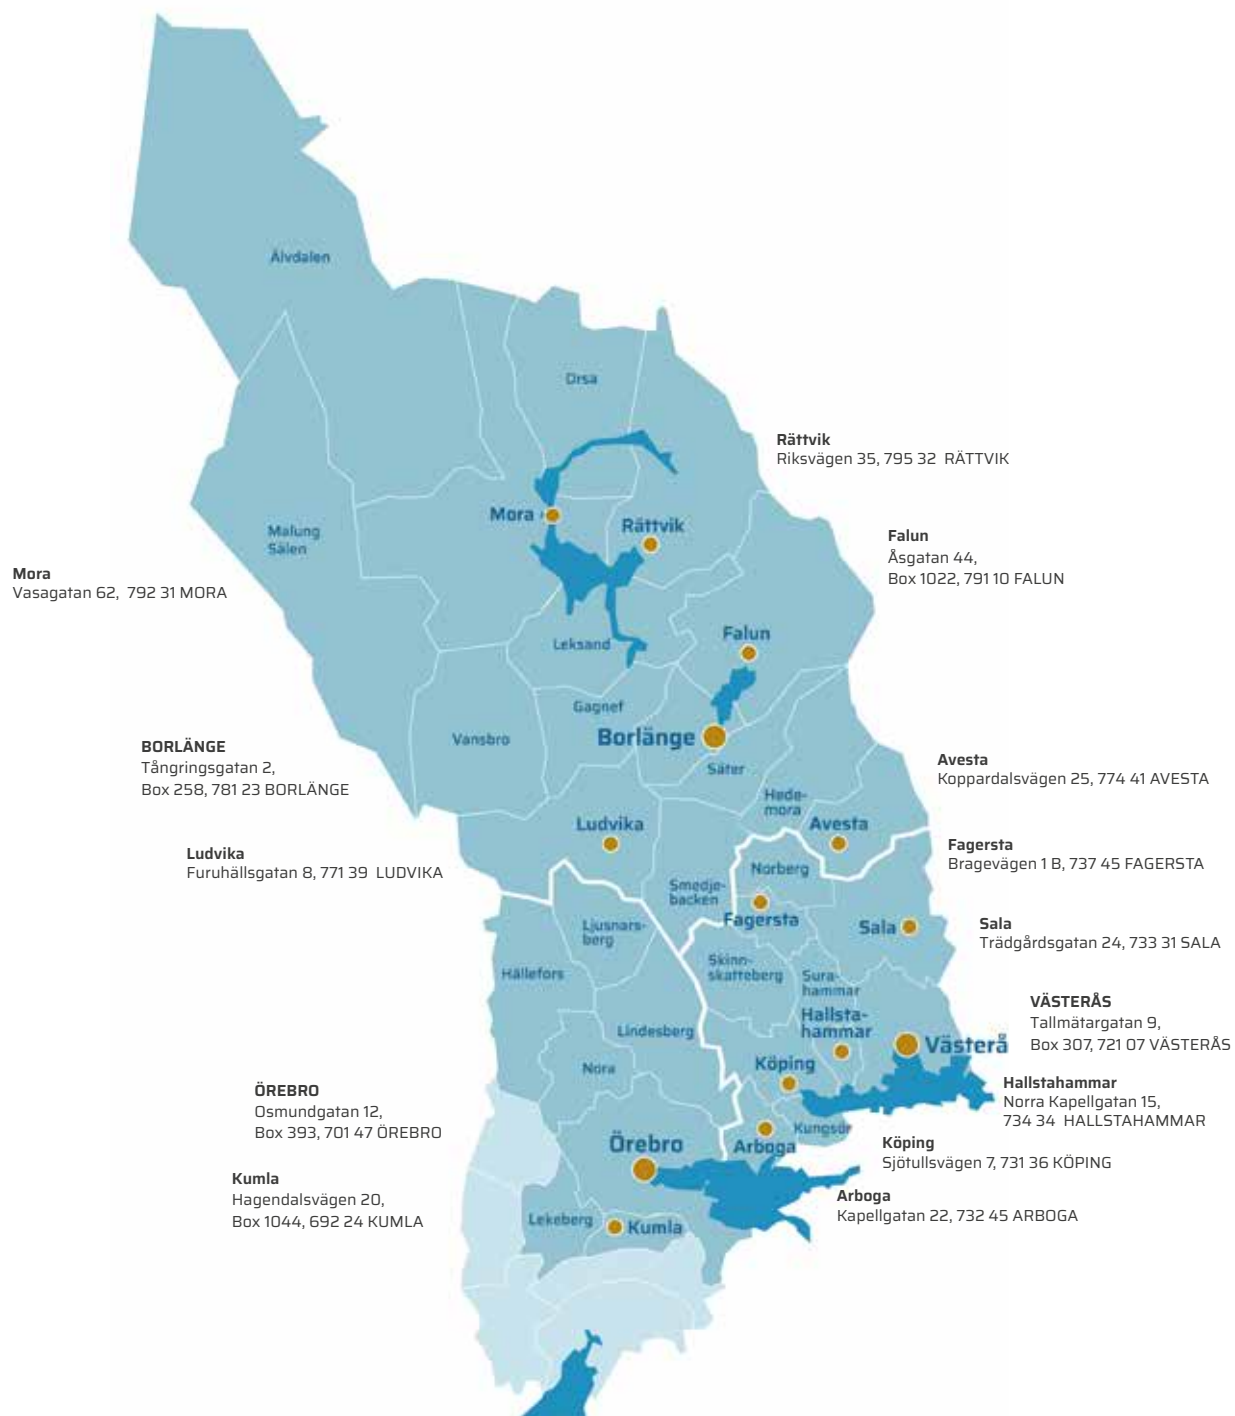 Älvdalen
Orsa
Rättvik
Riksvägen 35, 795 32 RÄTTVIK
Mora
Rättvik
Malung
Sälen
Falun
Åsgatan 44,
Box 1022, 791 10 FALUN
Mora
Vasagatan 62, 792 31 MORA
Falun
Leksand
Gagnef
Vansbro
Borlänge
BORLÄNGE
Tångringsgatan 2,
Box 258, 781 23 BORLÄNGE
Säter
Avesta
Koppardalsvägen 25, 774 41 AVESTA
Hede-
mora
Ludvika
Avesta
Ludvika
Furuhällsgatan 8, 771 39 LUDVIKA
Fagersta
Bragevägen 1 B, 737 45 FAGERSTA
Norberg
Smedje-
backen
Fagersta
Sala
Sala
Trädgårdsgatan 24, 733 31 SALA
Ljusnars-
berg
Hällefors
Skinn-
skatteberg
Sura-
hammar
Hallsta-
hammar
Lindesberg
Västerå
VÄSTERÅS
Tallmätargatan 9,
Box 307, 721 07 VÄSTERÅS
Nora
Köping
Hallstahammar
Norra Kapellgatan 15,
734 34 HALLSTAHAMMAR
ÖREBRO
Osmundgatan 12,
Box 393, 701 47 ÖREBRO
Kungsör
Örebro
Arboga
Köping
Sjötullsvägen 7, 731 36 KÖPING
Kumla
Hagendalsvägen 20,
Box 1044, 692 24 KUMLA
Arboga
Kapellgatan 22, 732 45 ARBOGA
Lekeberg
Kumla